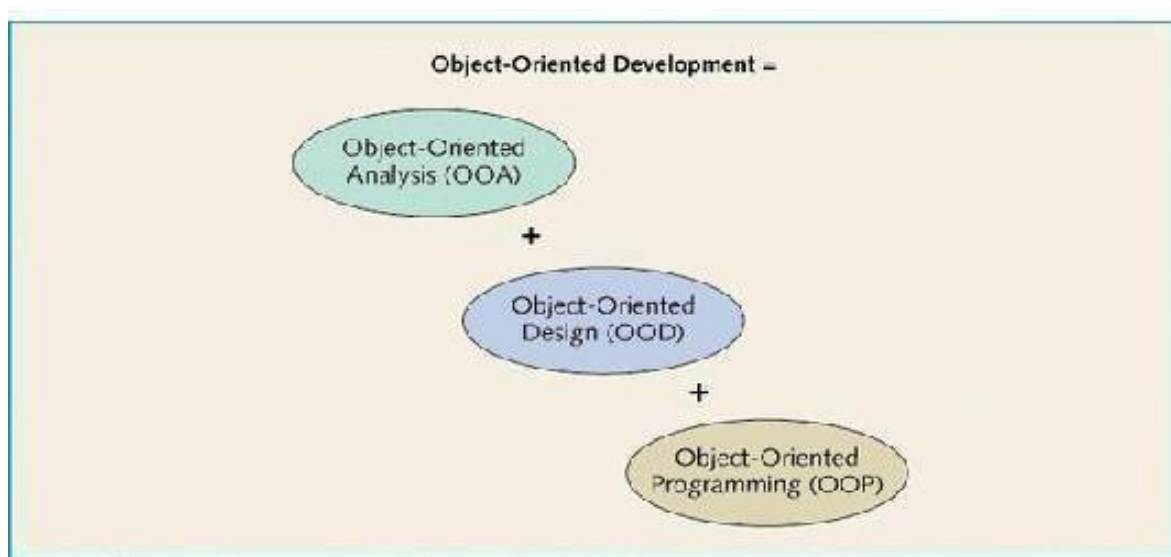 Object-Oriented Development =
Object-Oriented
Analysis (OOA)
+
Object-Oriented
Design (OOD)
+
Object-Oriented
Programming (OOP)